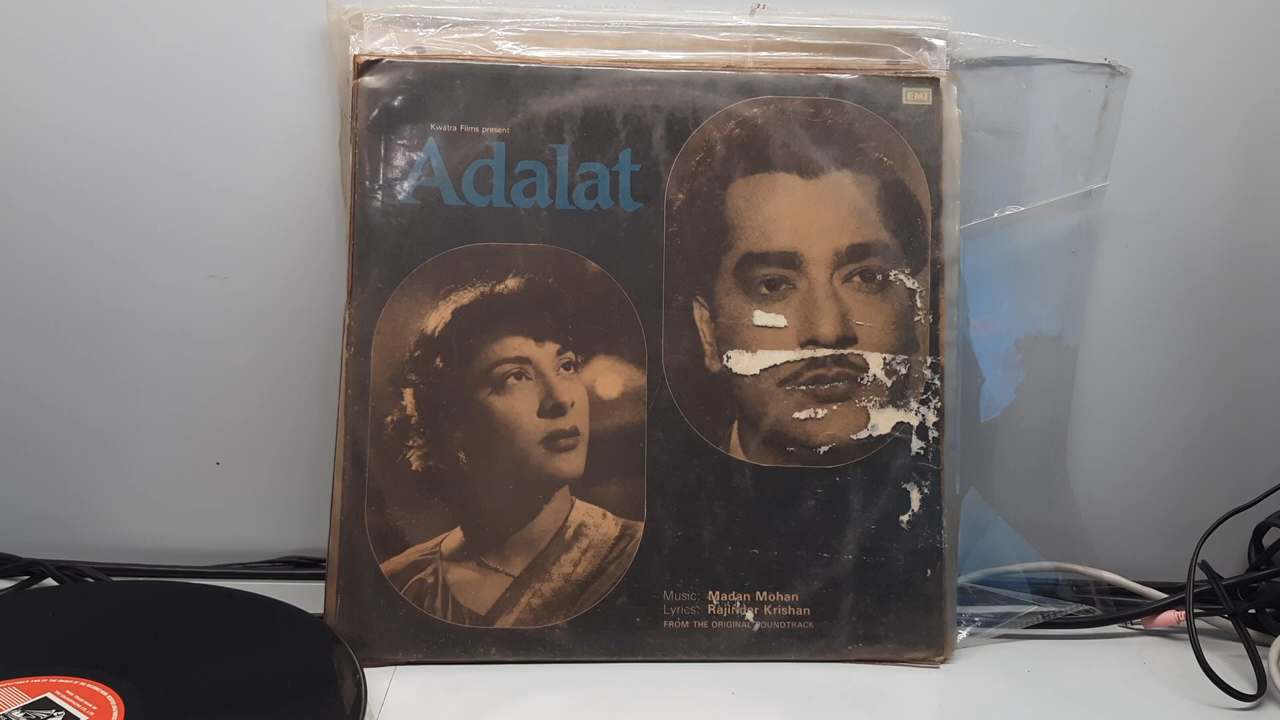 EMI
Kwatra Films present
Adalat
Music: Madan Mohan
Lyrics: Rajinder Krishan
FROM THE ORIGINAL SOUNDTRACK